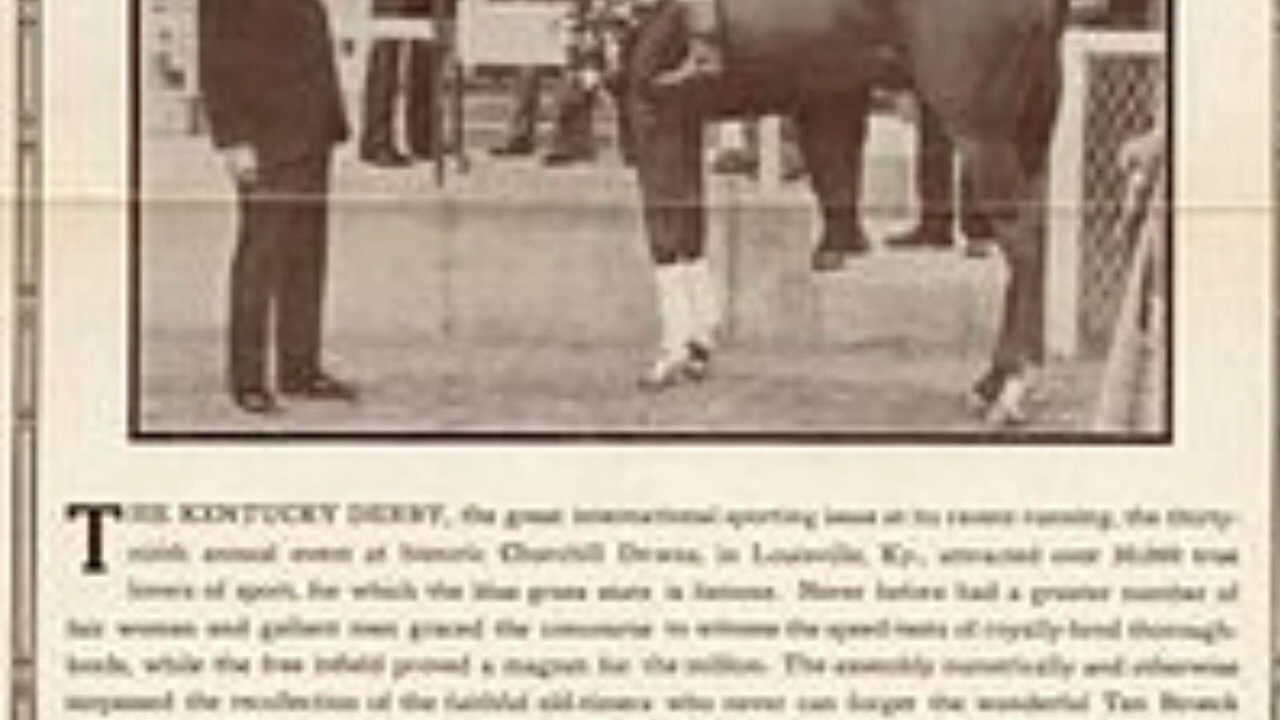 THE KENTUCKY DERBY, the great international sporting issue at its recent running, the thirty-
ninth annual event at historic Churchill Downs, in Louisville, Ky., attracted over 30,000 true
lovers of sport, for which the blue grass state is famous. Never before had a greater number of
fair women and gallant men graced the concourse to witness the speed-tests of royally-bred thorough-
breds, while the free infield proved a magnet for the million. The assembly numerically and otherwise
surpassed the recollection of the faithful old-timers who never can forget the wonderful Ten Broeck